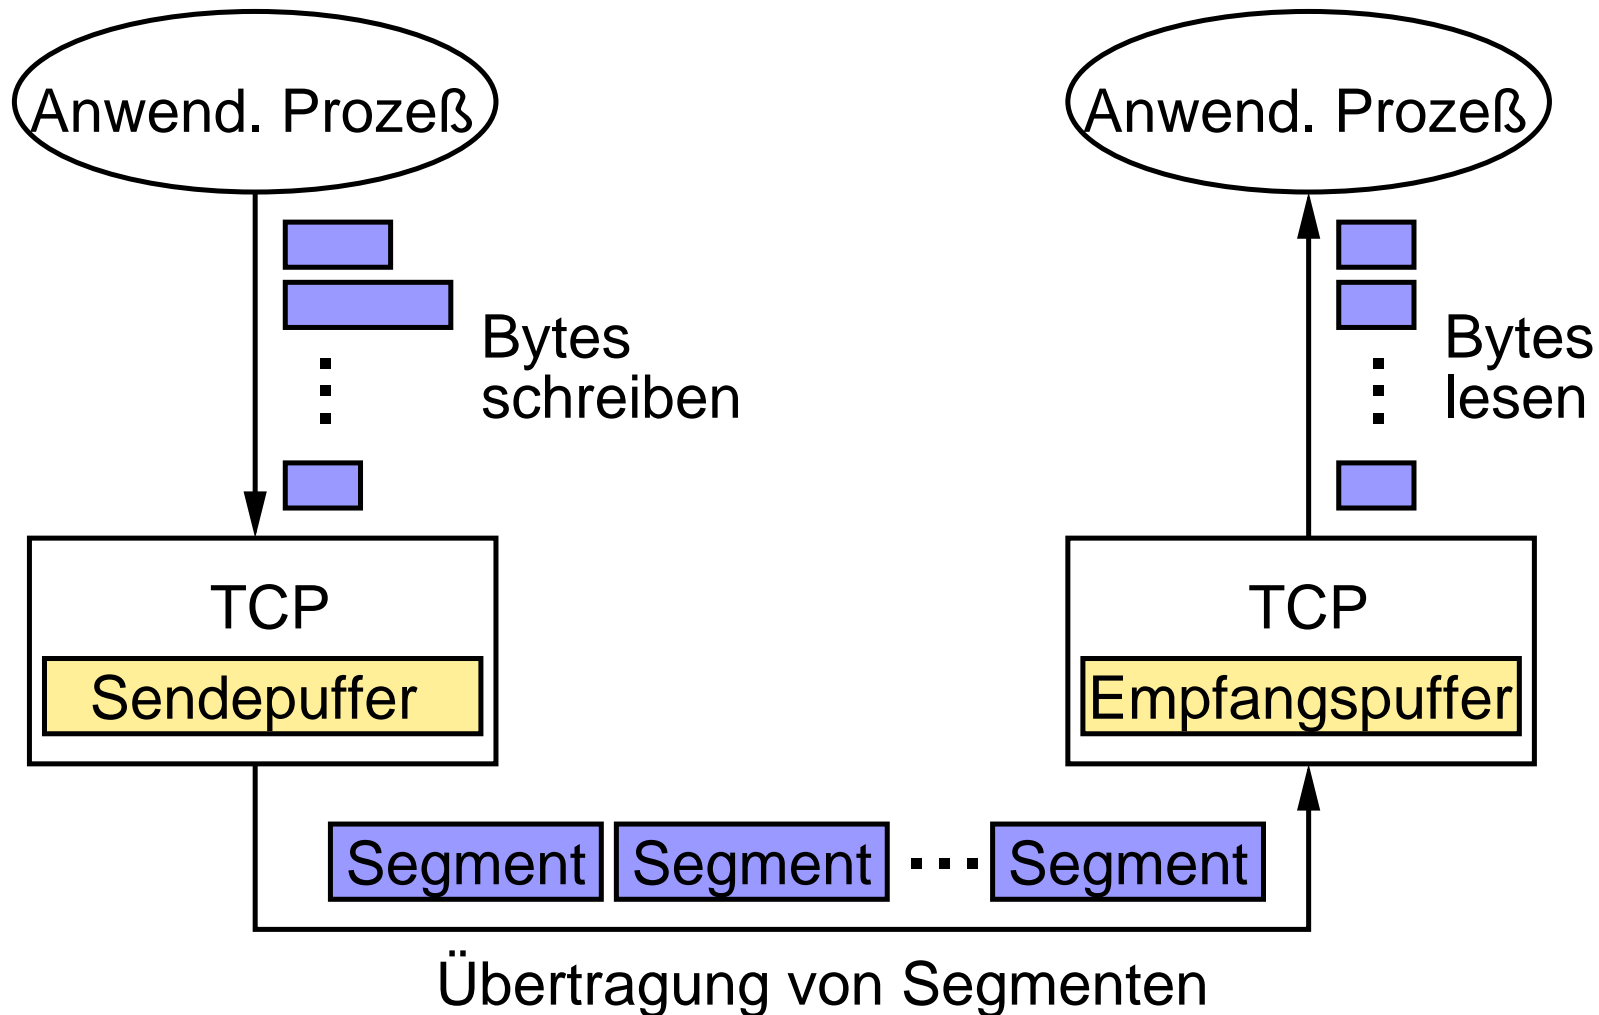 Anwend. Prozeß
Anwend. Prozeß
Bytes
schreiben
Bytes
lesen
TCP
Sendepuffer
TCP
Empfangspuffer
Segment
Segment
Segment
Übertragung von Segmenten